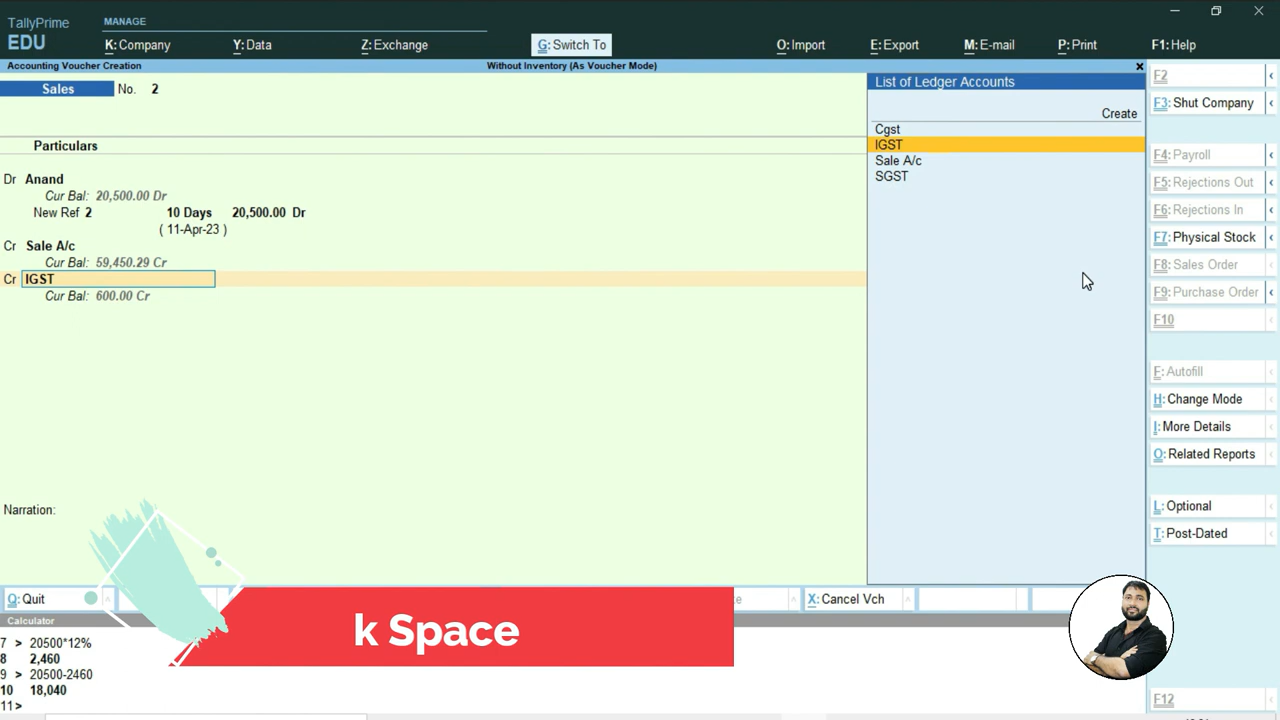 TallyPrime
EDU
MANAGE
K: Company
Y: Data
Z: Exchange
G: Switch To
O: Import
E: Export
M: E-mail
P: Print
F1: Help
Accounting Voucher Creation
Without Inventory (As Voucher Mode)
Sales No. 2
Particulars
Dr Anand
Cur Bal: 20,500.00 Dr
New Ref 2 10 Days 20,500.00 Dr
( 11-Apr-23 )
Cr Sale A/c
Cur Bal: 59,450.29 Cr
Cr IGST
Cur Bal: 600.00 Cr
Narration:
List of Ledger Accounts
Create
Cgst
IGST
Sale A/c
SGST
F2
F3: Shut Company
F4: Payroll
F5: Rejections Out
F6: Rejections In
F7: Physical Stock
F8: Sales Order
F9: Purchase Order
F10
F: Autofill
H: Change Mode
I: More Details
O: Related Reports
L: Optional
T: Post-Dated
F12
Q: Quit
X: Cancel Vch
Calculator
7 > 20500*12%
8 2,460
9 > 20500-2460
10 18,040
11>
k Space